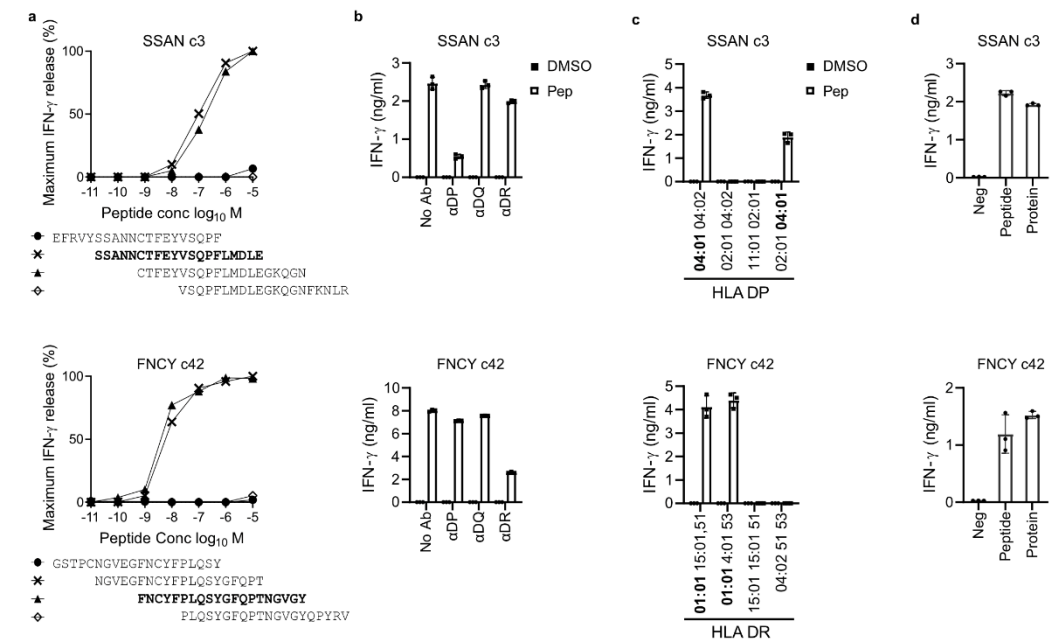 a
SSAN c3
Maximum IFN-γ release (%)
100
50
0
-11 -10 -9 -8 -7 -6 -5
Peptide conc log10 M
EFRVYSSANNCTFEYVSQPF
SSANNCTFEYVSQPFLMDLE
CTFEYVSQPFLMDLEGKQGN
VSQPFLMDLEGKQGNFKNLR
b
SSAN c3
IFN-γ (ng/ml)
3
2
1
0
No Ab
αDP
αDQ
αDR
DMSO
Pep
c
SSAN c3
IFN-γ (ng/ml)
5
4
3
2
1
0
04:01 04:02
02:01 04:02
11:01 02:01
02:01 04:01
HLA DP
DMSO
Pep
d
SSAN c3
IFN-γ (ng/ml)
3
2
1
0
Neg
Peptide
Protein
FNCY c42
Maximum IFN-γ release (%)
100
50
0
-11 -10 -9 -8 -7 -6 -5
Peptide Conc log10 M
GSTPCNGVEGFNCYFPLQSY
NGVEGFNCYFPLQSYGFQPT
FNCYFPLQSYGFQPTNGVGY
PLQSYGFQPTNGVGYQPYRV
FNCY c42
IFN-γ (ng/ml)
10
8
6
4
2
0
No Ab
αDP
αDQ
αDR
FNCY c42
IFN-γ (ng/ml)
5
4
3
2
1
0
01:01 15:01,51
01:01 4:01 53
15:01 15:01 51
04:02 51 53
HLA DR
FNCY c42
IFN-γ (ng/ml)
2
1
0
Neg
Peptide
Protein